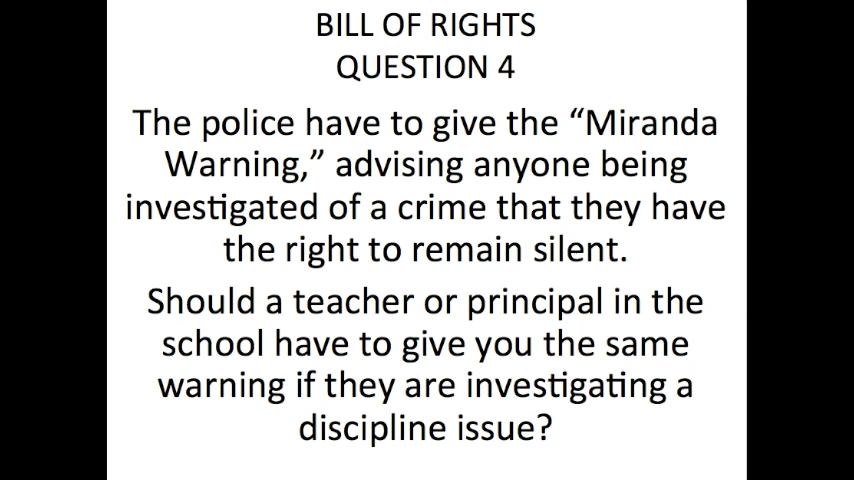 BILL OF RIGHTS
QUESTION 4
The police have to give the “Miranda
Warning,” advising anyone being
investigated of a crime that they have
the right to remain silent.
Should a teacher or principal in the
school have to give you the same
warning if they are investigating a
discipline issue?